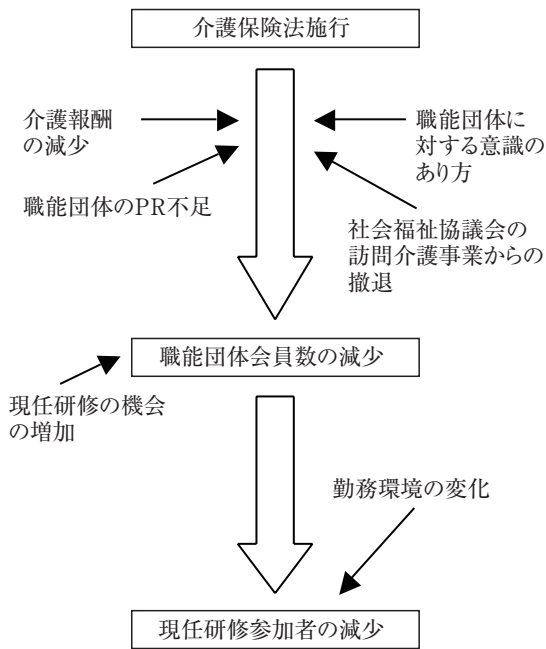 介護保険法施行
介護報酬
の減少
職能団体に
対する意識の
あり方
職能団体のPR不足
社会福祉協議会の
訪問介護事業からの
撤退
職能団体会員数の減少
現任研修の機会
の増加
勤務環境の変化
現任研修参加者の減少